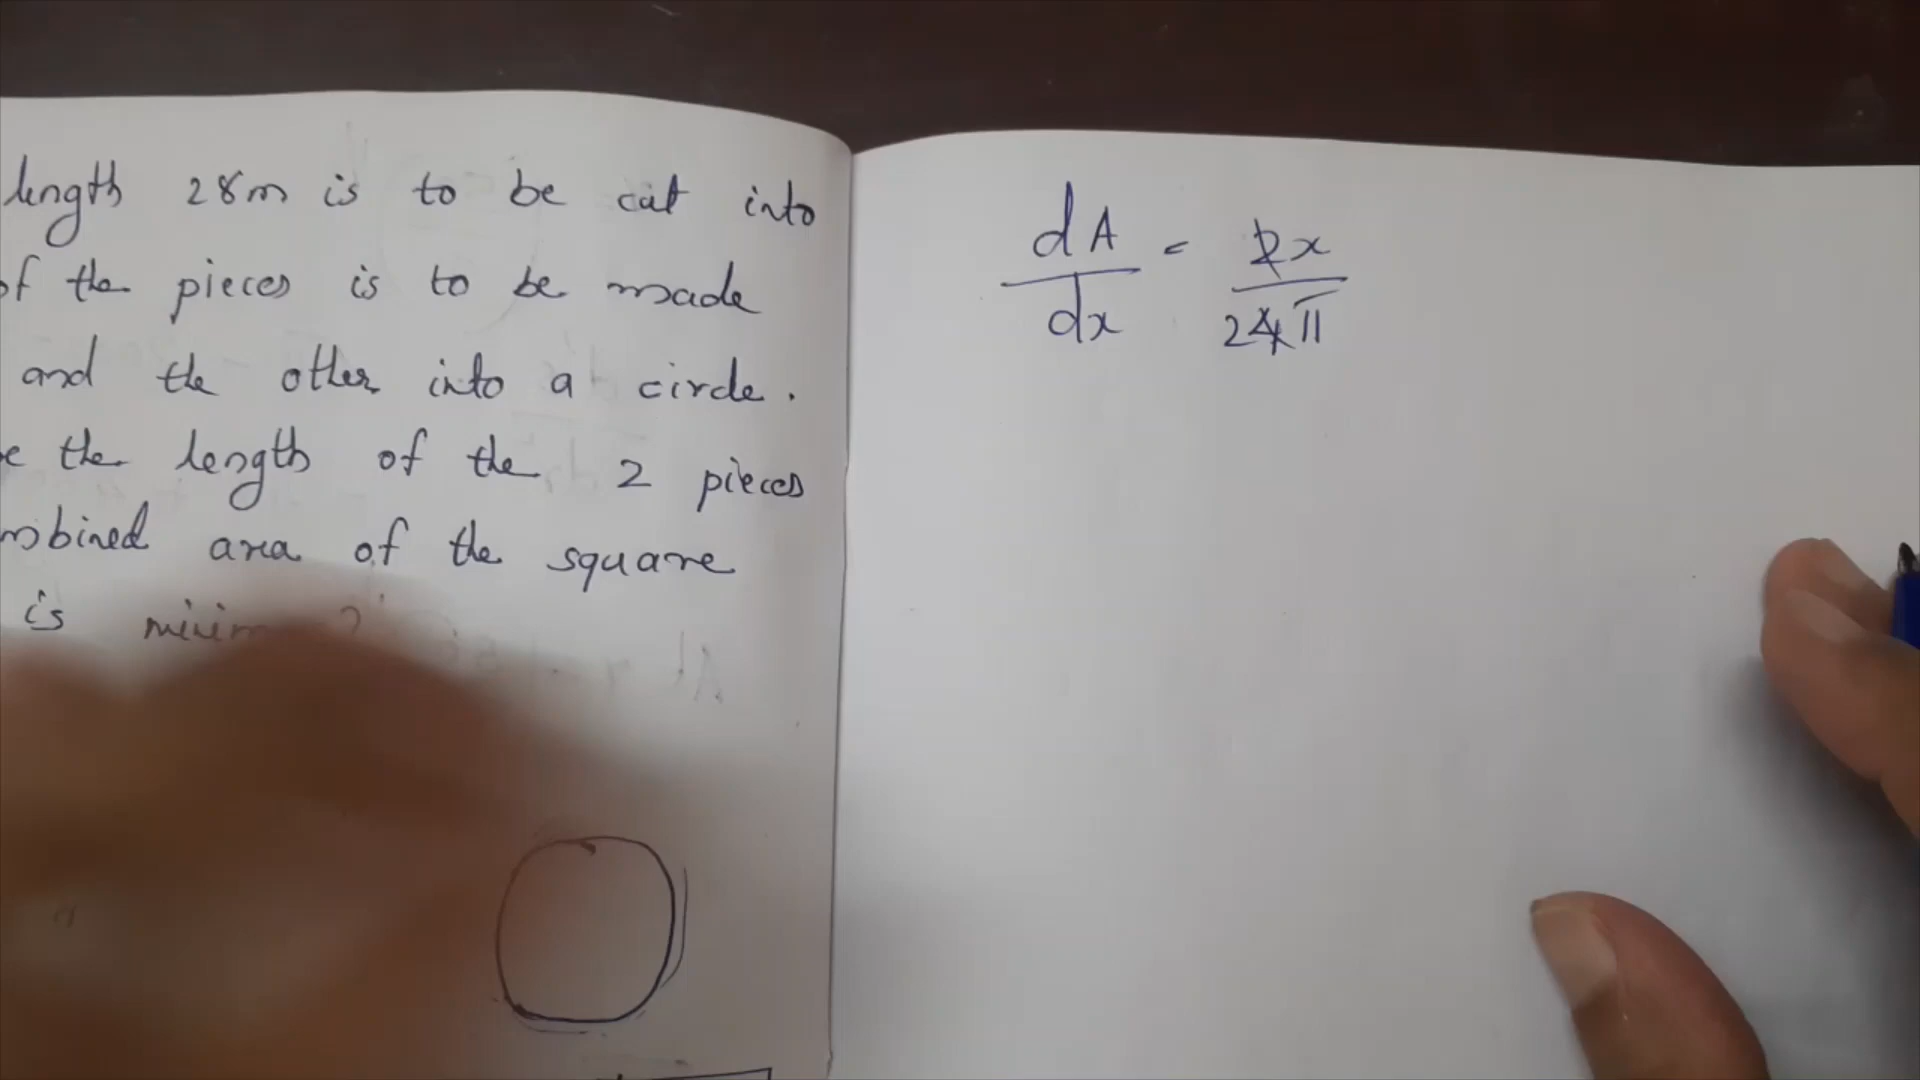 length 28m is to be cut into
of the pieces is to be made
and the other into a circle.
the length of the 2 pieces
area of the square
is
dA/dx = 2x/24π